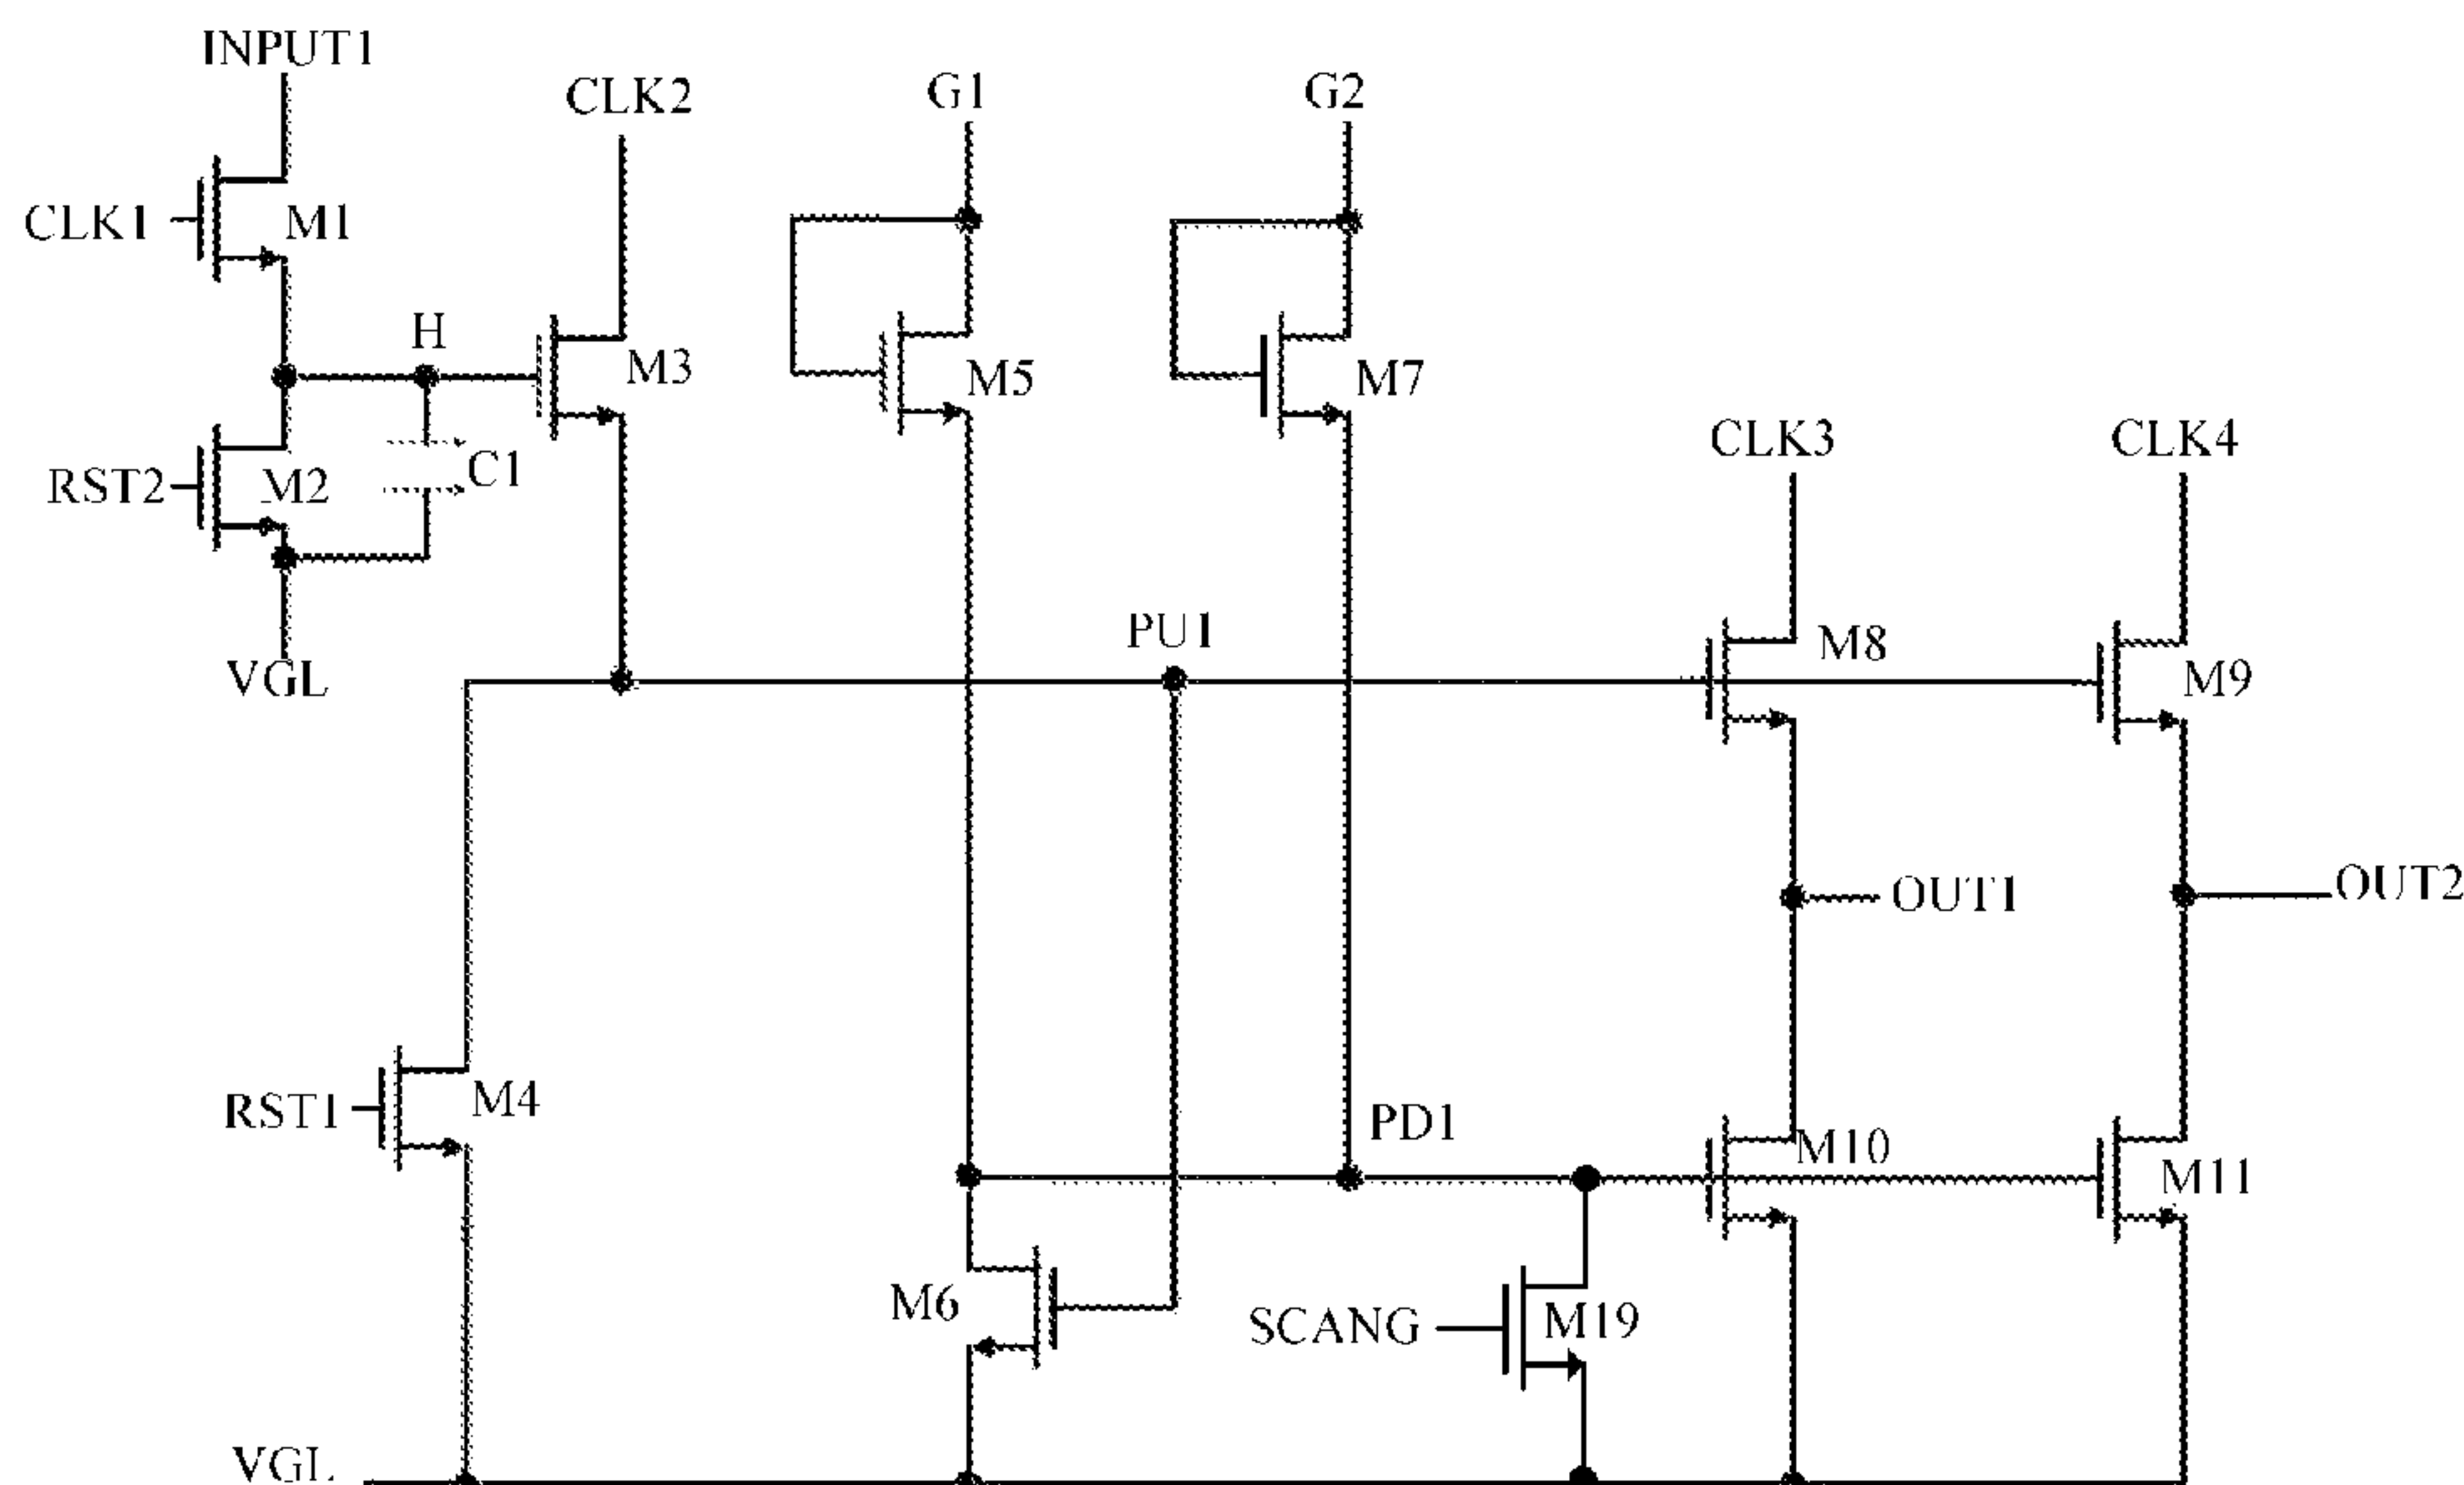 INPUT1
CLK2
G1
G2
CLK1
M1
H
M3
M5
M7
CLK3
CLK4
RST2
M2
C1
PU1
M8
M9
VGL
OUT1
OUT2
RST1
M4
PD1
M10
M11
M6
SCANG
M19
VGL